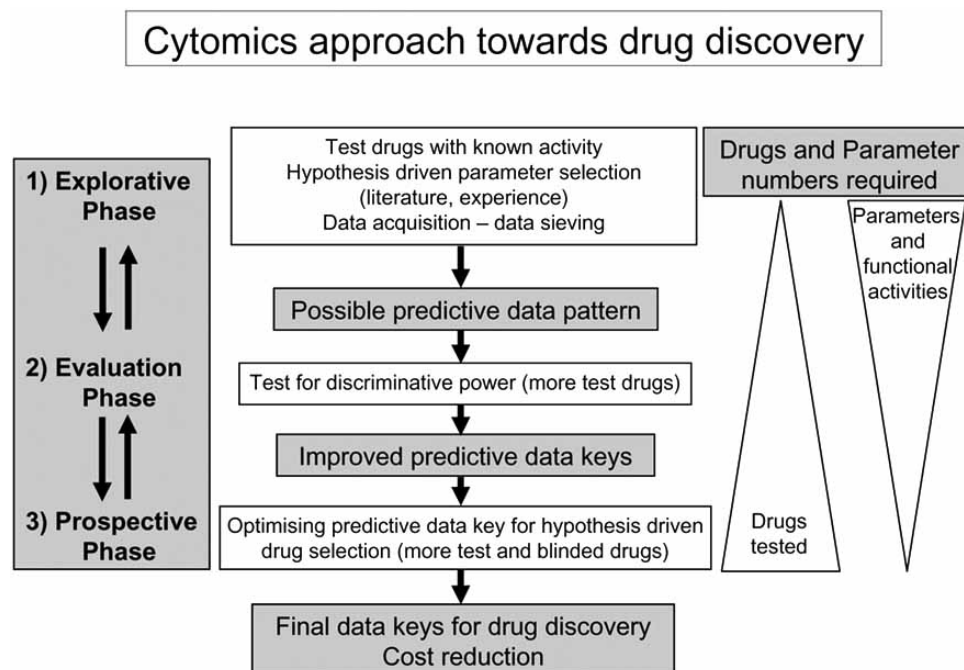 Cytomics approach towards drug discovery
1) Explorative
Phase
2) Evaluation
Phase
3) Prospective
Phase
Test drugs with known activity
Hypothesis driven parameter selection
(literature, experience)
Data acquisition – data sieving
Possible predictive data pattern
Test for discriminative power (more test drugs)
Improved predictive data keys
Optimising predictive data key for hypothesis driven
drug selection (more test and blinded drugs)
Final data keys for drug discovery
Cost reduction
Drugs and Parameter
numbers required
Parameters
and
functional
activities
Drugs
tested